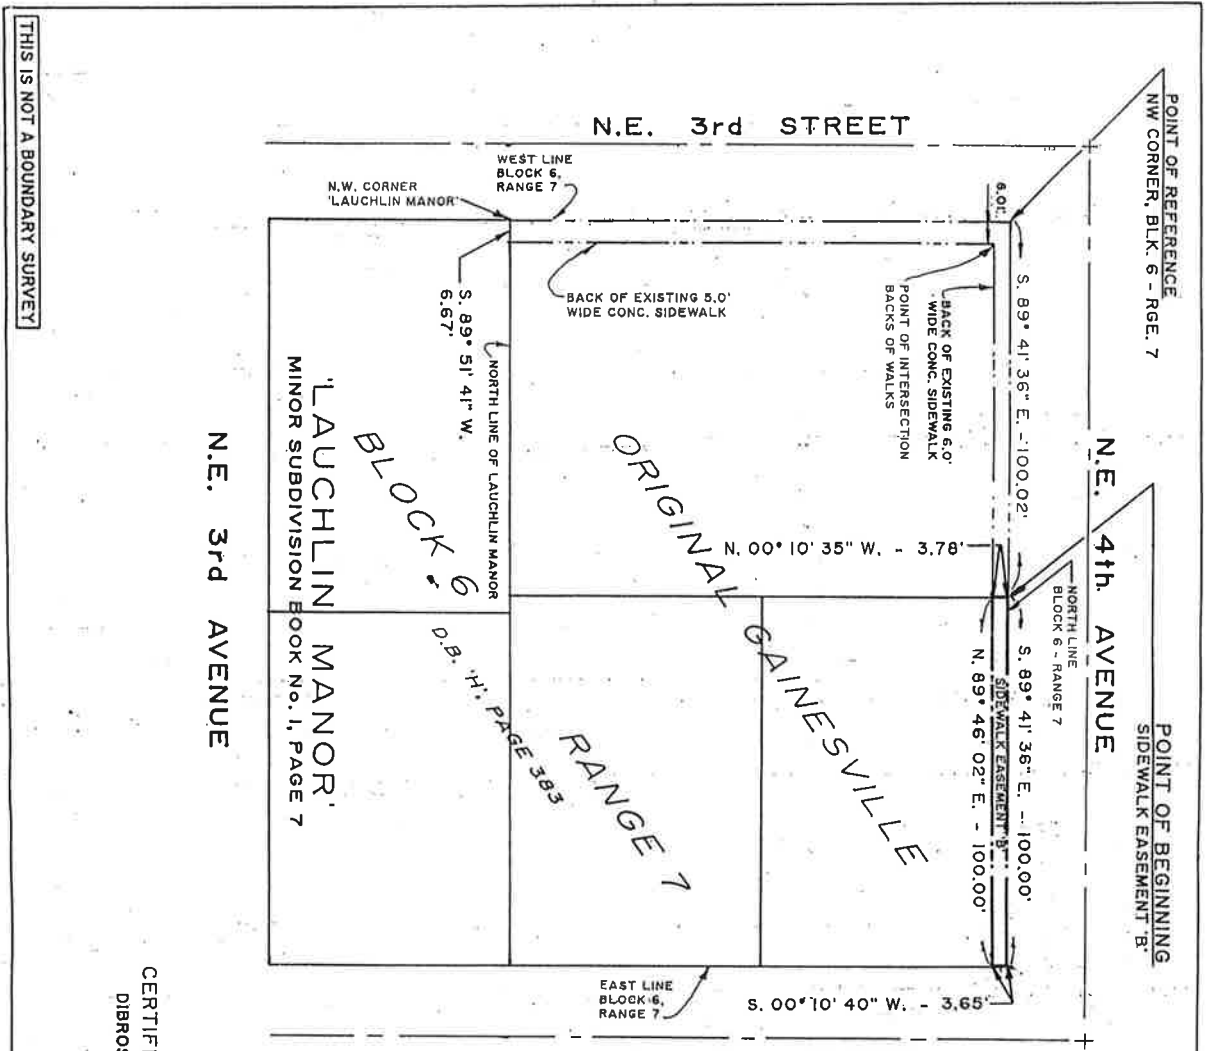 POINT OF REFERENCE
NW CORNER, BLK. 6 - RGE. 7
POINT OF BEGINNING
SIDEWALK EASEMENT 'B'
N.E. 4th. AVENUE
NORTH LINE
BLOCK 6 - RANGE 7
N.E. 3rd STREET
WEST LINE
BLOCK 6,
RANGE 7
N.W. CORNER
'LAUCHLIN MANOR'
6.01'
S. 89° 41' 36" E. - 100.02'
S. 89° 41' 36" E. - 100.00'
SIDEWALK EASEMENT 'B'
N. 89° 46' 02" E. - 100.00'
BACK OF EXISTING 6.0'
WIDE CONC. SIDEWALK
POINT OF INTERSECTION
BACKS OF WALKS
BACK OF EXISTING 5.0'
WIDE CONC. SIDEWALK
N. 00° 10' 35" W. - 3.78'
S. 00° 10' 40" W. - 3.65'
EAST LINE
BLOCK 6,
RANGE 7
ORIGINAL GAINESVILLE
RANGE 7
D.B. 'H', PAGE 383
BLOCK 6
NORTH LINE OF LAUCHLIN MANOR
S. 89° 51' 41" W.
6.67'
'LAUCHLIN MANOR'
MINOR SUBDIVISION BOOK No. 1, PAGE 7
N.E. 3rd AVENUE
CERTIF
DIBROS
THIS IS NOT A BOUNDARY SURVEY